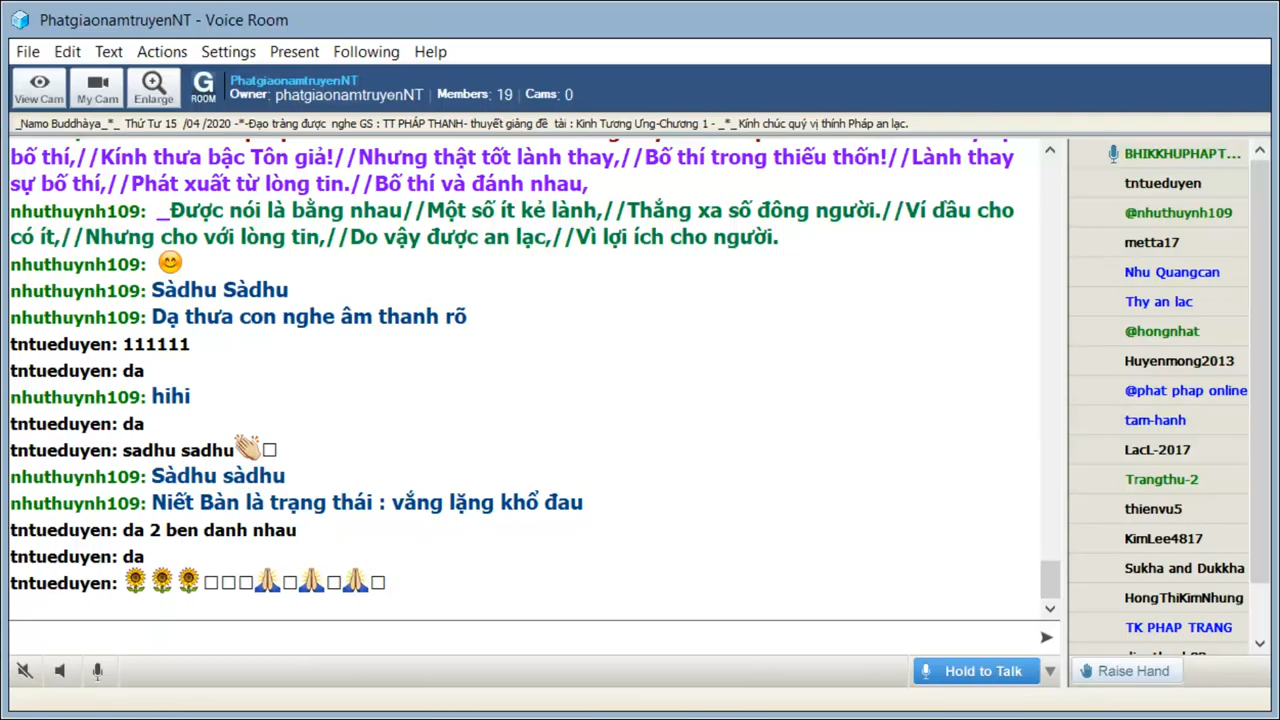 PhatgiaonamtruyenNT - Voice Room
File Edit Text Actions Settings Present Following Help
View Cam My Cam Enlarge G ROOM PhatgiaonamtruyenNT
Owner: phatgiaonamtruyenNT Members: 19 Cams: 0
_Namo Buddhàya_*_ Thứ Tư 15 /04 /2020 -*-Đạo tràng được nghe GS : TT PHÁP THANH- thuyết giảng đề tài : Kinh Tương Ưng-Chương 1 - _*_ Kính chúc quý vị thính Pháp an lạc.
bố thí,//Kính thưa bậc Tôn giả!//Nhưng thật tốt lành thay,//Bố thí trong thiếu thốn!//Lành thay
sự bố thí,//Phát xuất từ lòng tin.//Bố thí và đánh nhau,
nhuthuynh109: _Được nói là bằng nhau//Một số ít kẻ lành,//Thắng xa số đông người.//Ví dầu cho
có ít,//Nhưng cho với lòng tin,//Do vậy được an lạc,//Vì lợi ích cho người.
nhuthuynh109: 😊
nhuthuynh109: Sàdhu Sàdhu
nhuthuynh109: Dạ thưa con nghe âm thanh rõ
tntueduyen: 111111
tntueduyen: da
nhuthuynh109: hihi
tntueduyen: da
tntueduyen: sadhu sadhu👏□
nhuthuynh109: Sàdhu sàdhu
nhuthuynh109: Niết Bàn là trạng thái : vắng lặng khổ đau
tntueduyen: da 2 ben danh nhau
tntueduyen: da
tntueduyen: 🌻🌻🌻□□□🙏□🙏□🙏□
Hold to Talk
BHIKKHUPHAPT...
tntueduyen
@nhuthuynh109
metta17
Nhu Quangcan
Thy an lac
@hongnhat
Huyenmong2013
@phat phap online
tam-hanh
LacL-2017
Trangthu-2
thienvu5
KimLee4817
Sukha and Dukkha
HongThiKimNhung
TK PHAP TRANG
Raise Hand